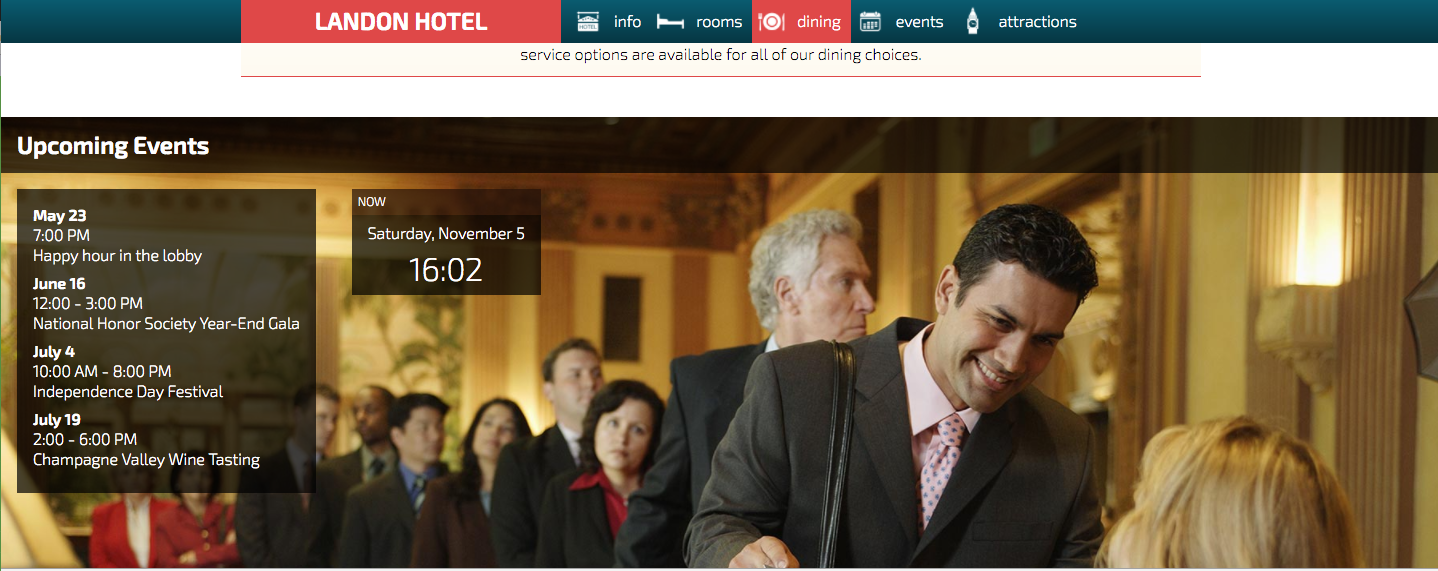 LANDON HOTEL
HOTEL
info
rooms
dining
events
attractions
service options are available for all of our dining choices.
Upcoming Events
May 23
7:00 PM
Happy hour in the lobby
June 16
12:00 - 3:00 PM
National Honor Society Year-End Gala
July 4
10:00 AM - 8:00 PM
Independence Day Festival
July 19
2:00 - 6:00 PM
Champagne Valley Wine Tasting
NOW
Saturday, November 5
16:02